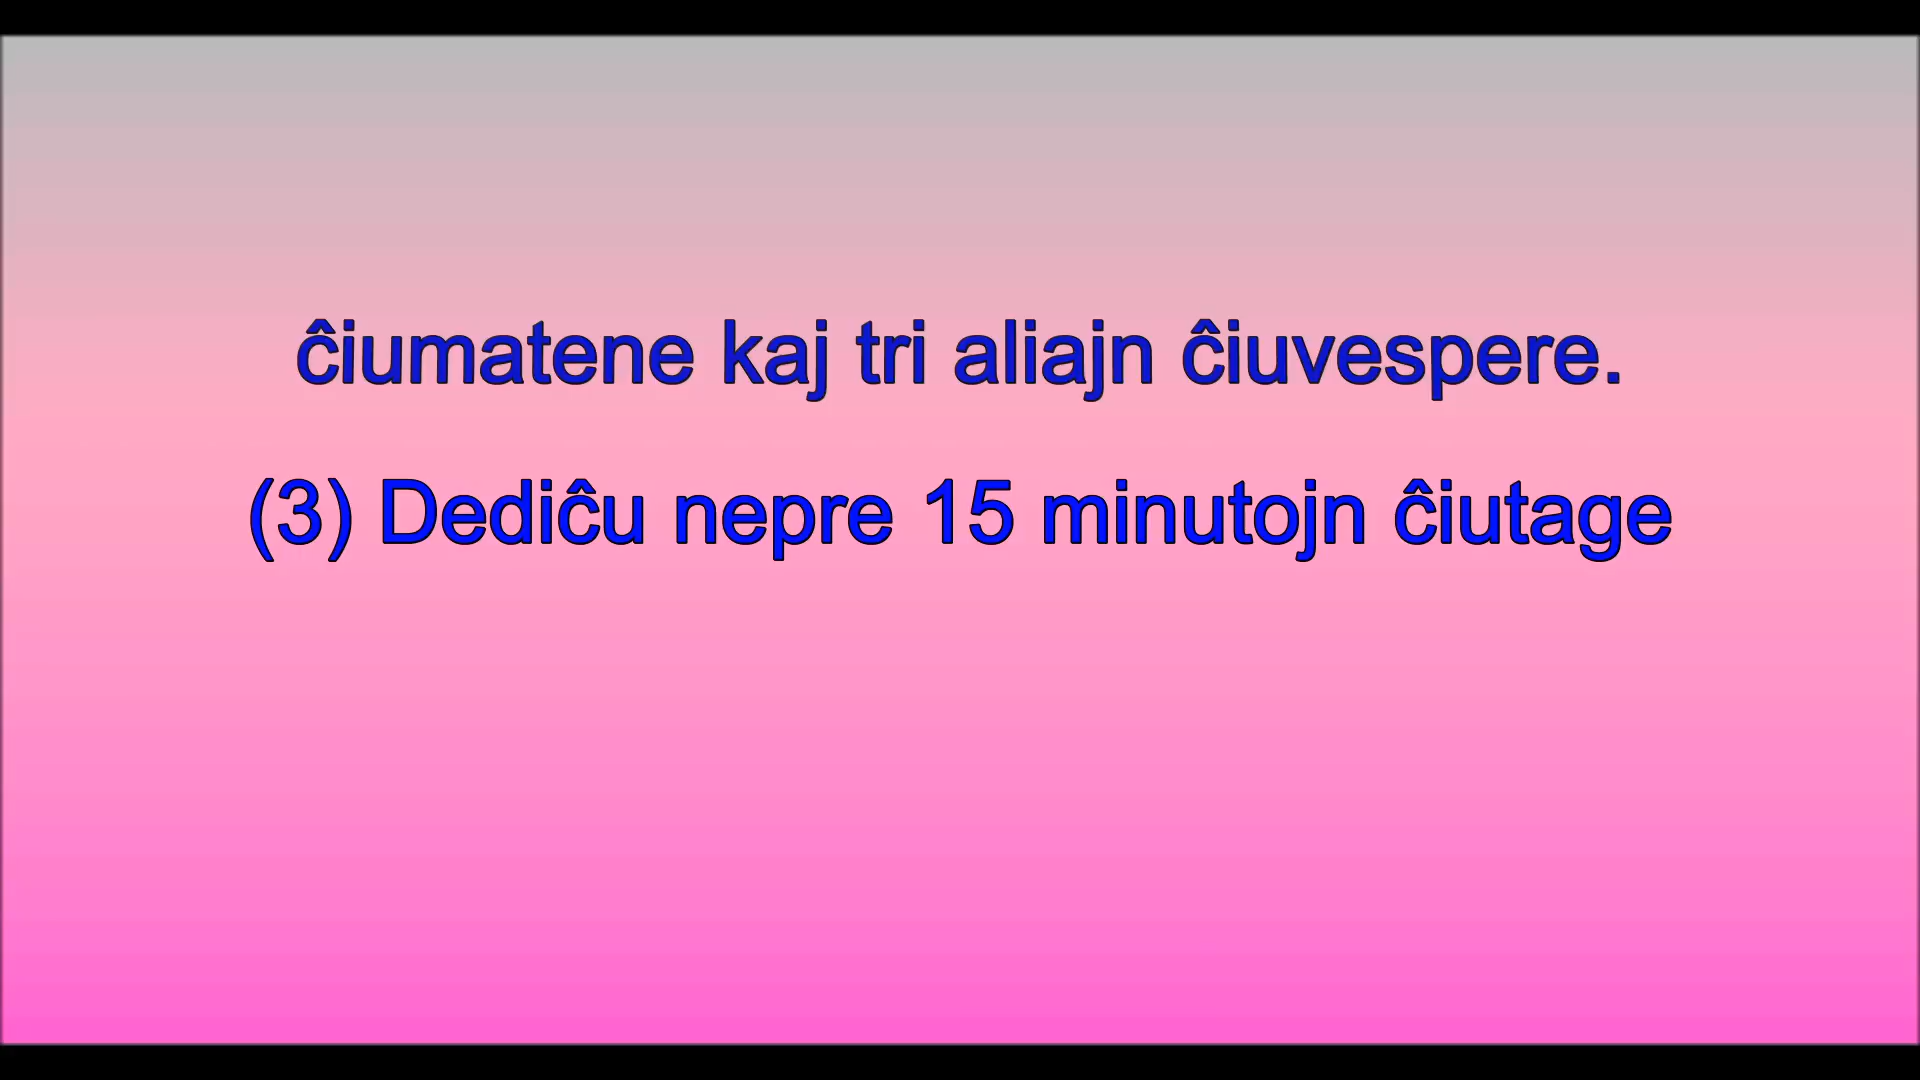 ĉiumatene kaj tri aliajn ĉiuvespere.
(3) Dediĉu nepre 15 minutojn ĉiutage